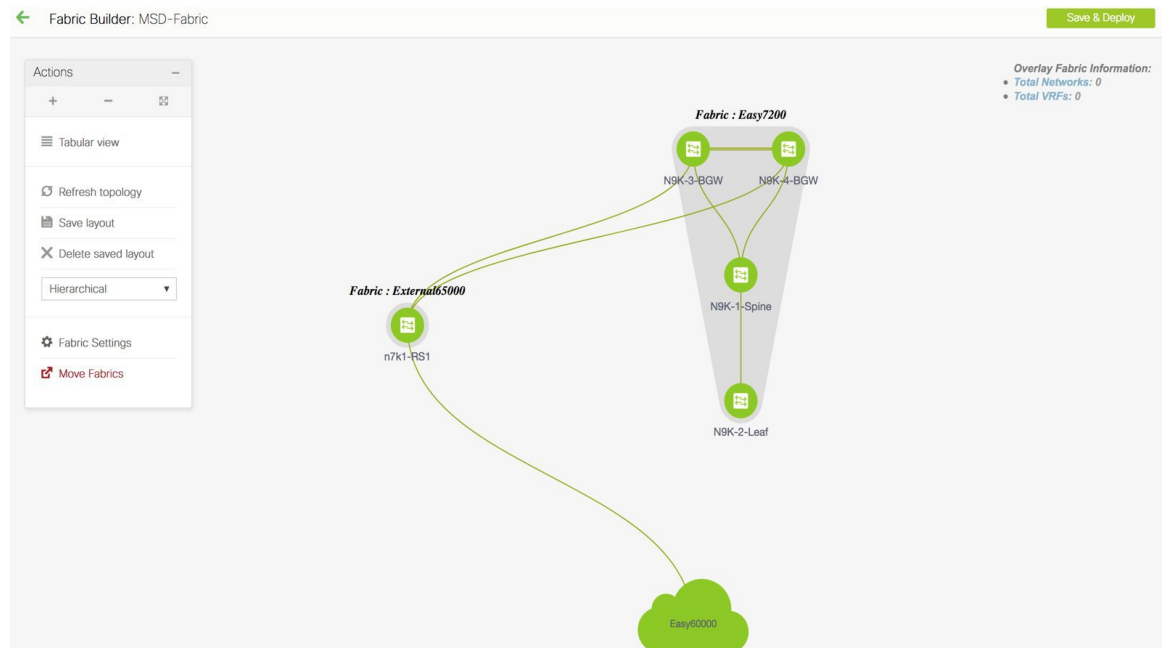 Fabric Builder: MSD-Fabric
Save & Deploy
Actions
Tabular view
Refresh topology
Save layout
Delete saved layout
Hierarchical
Fabric Settings
Move Fabrics
Overlay Fabric Information:
Total Networks: 0
Total VRFs: 0
Fabric : Easy7200
N9K-3-BGW
N9K-4-BGW
N9K-1-Spine
N9K-2-Leaf
Fabric : External65000
n7k1-RS1
Easy60000